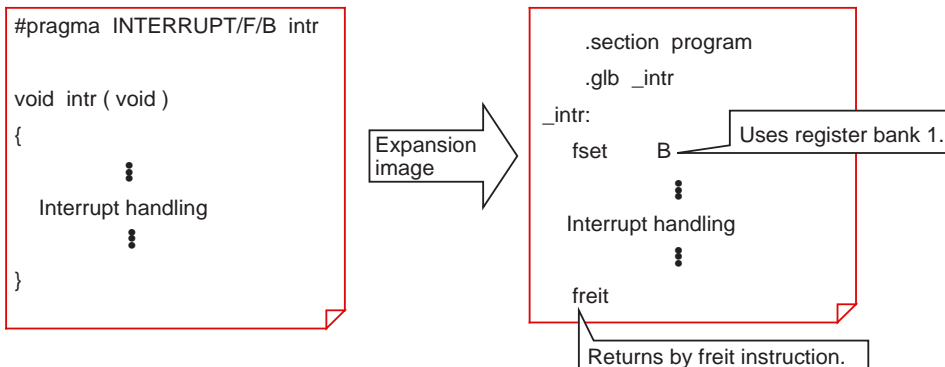 #pragma INTERRUPT/F/B intr
void intr ( void )
{
Interrupt handling
}
Expansion
image
.section program
.glb _intr
_intr:
fset B
Uses register bank 1.
Interrupt handling
freit
Returns by freit instruction.